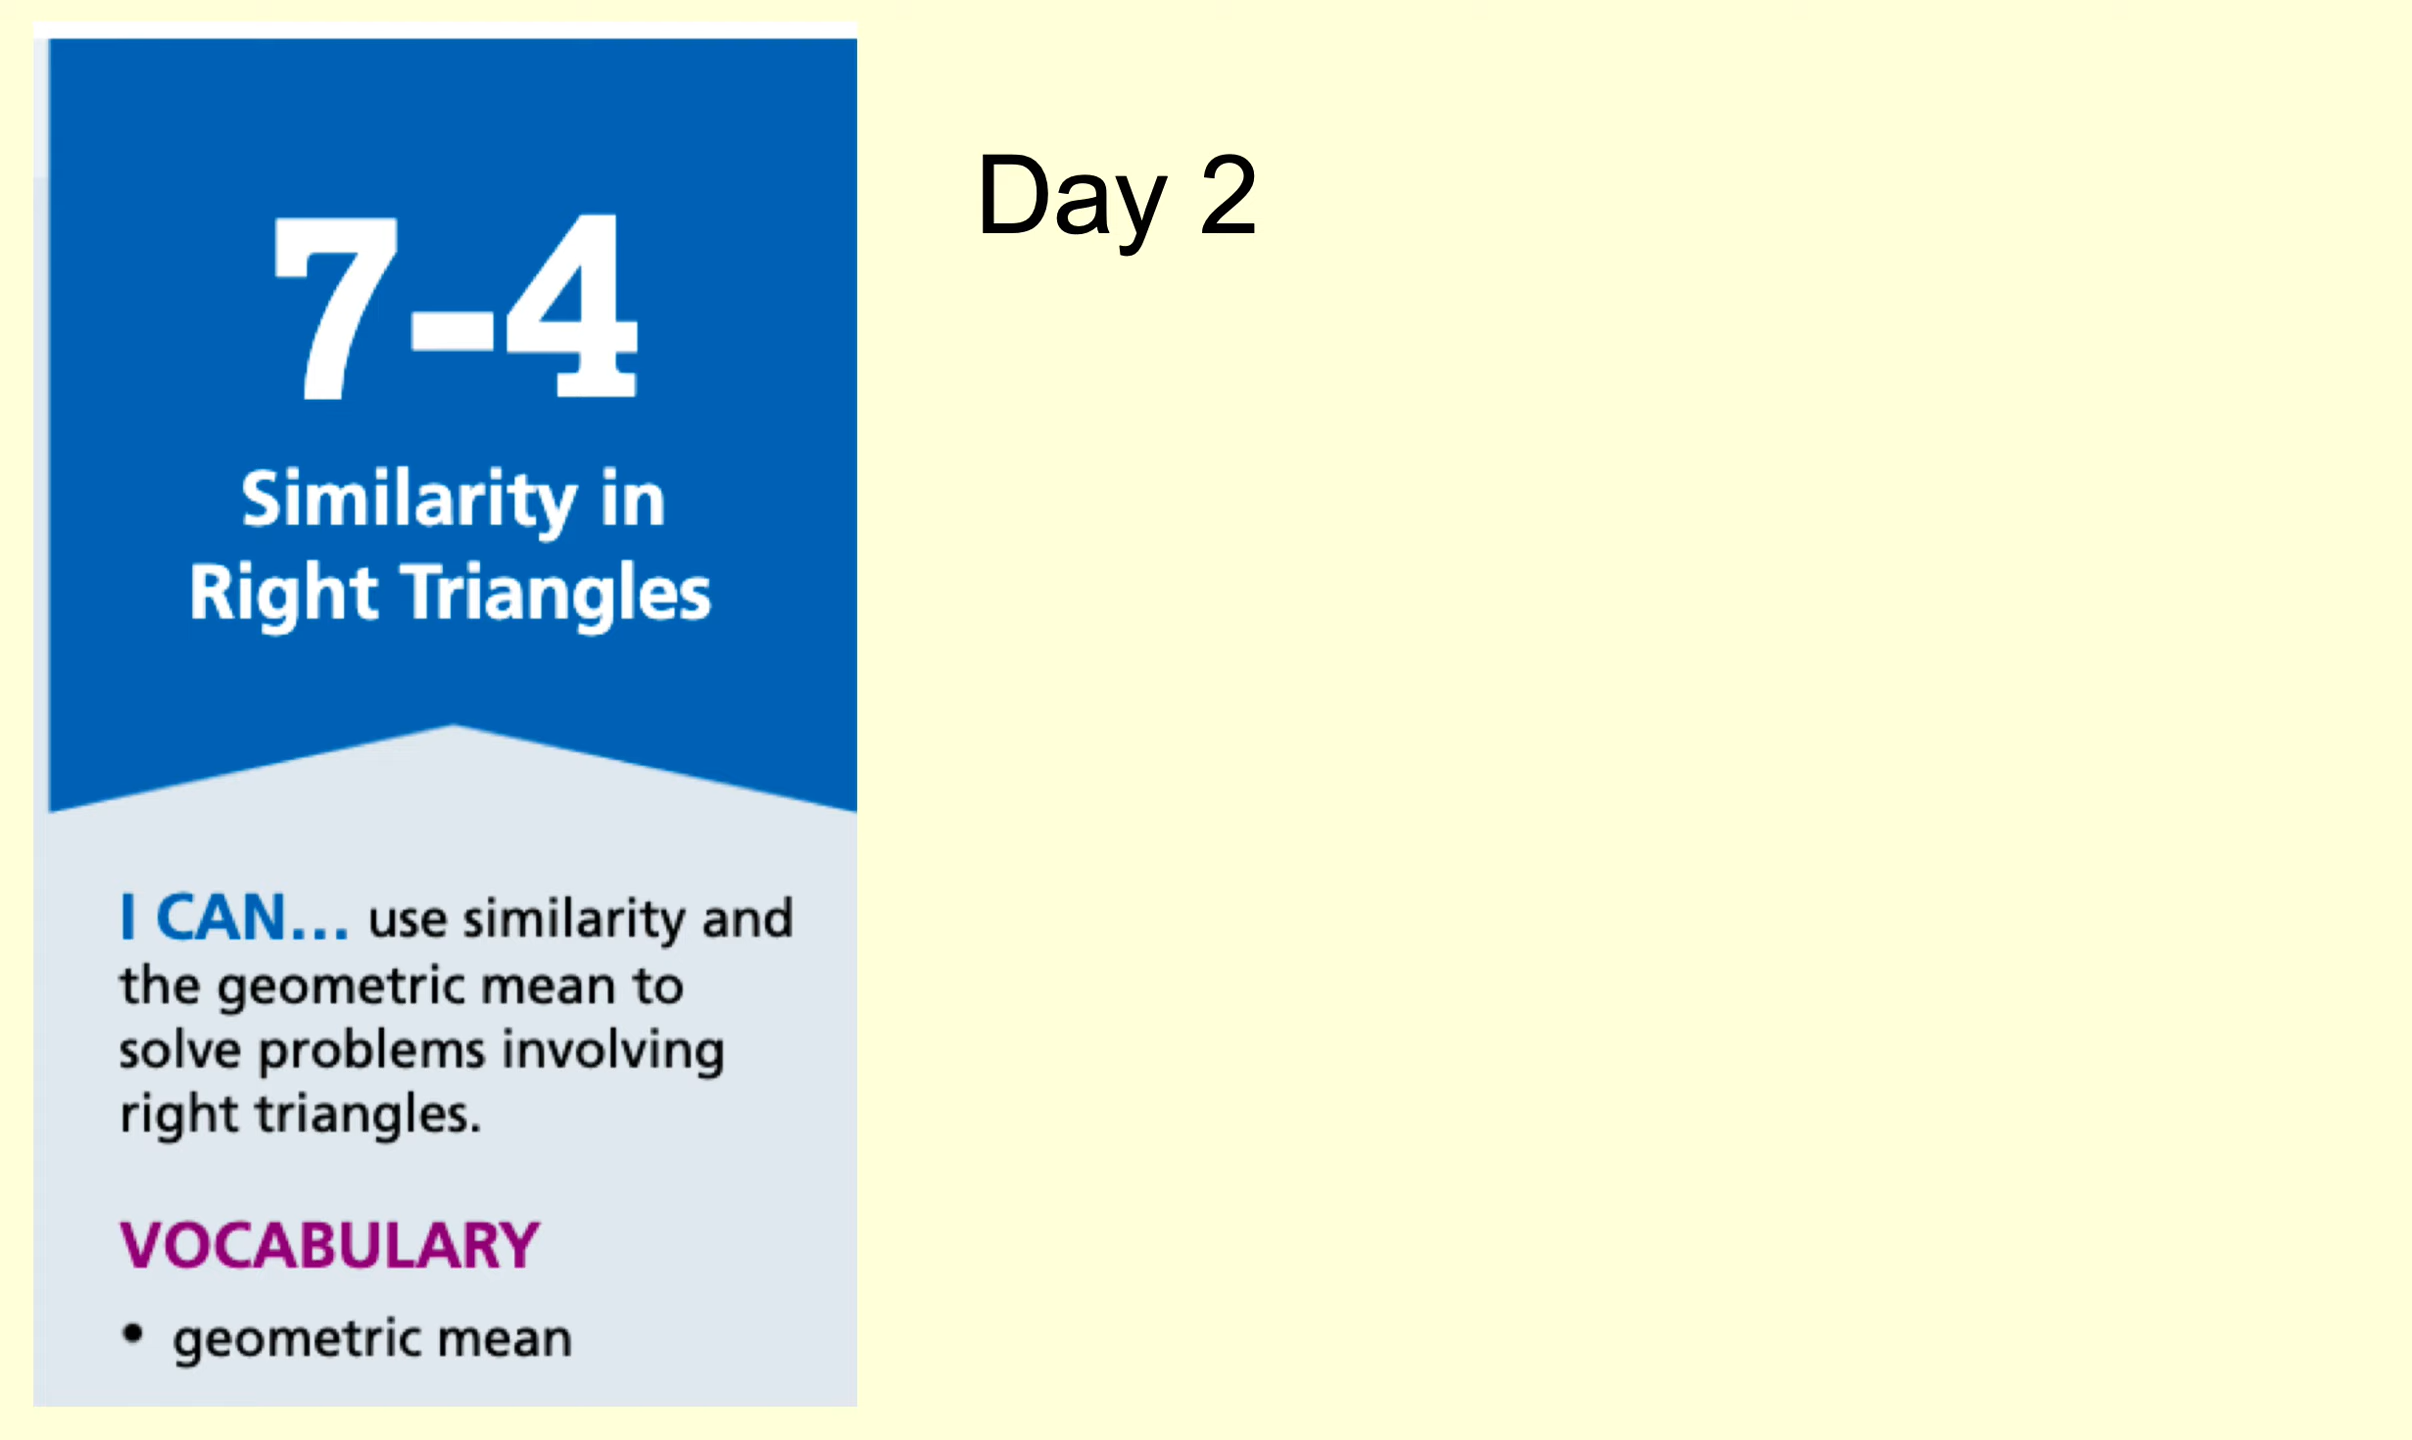 7-4
Similarity in
Right Triangles
I CAN... use similarity and
the geometric mean to
solve problems involving
right triangles.
VOCABULARY
• geometric mean
Day 2